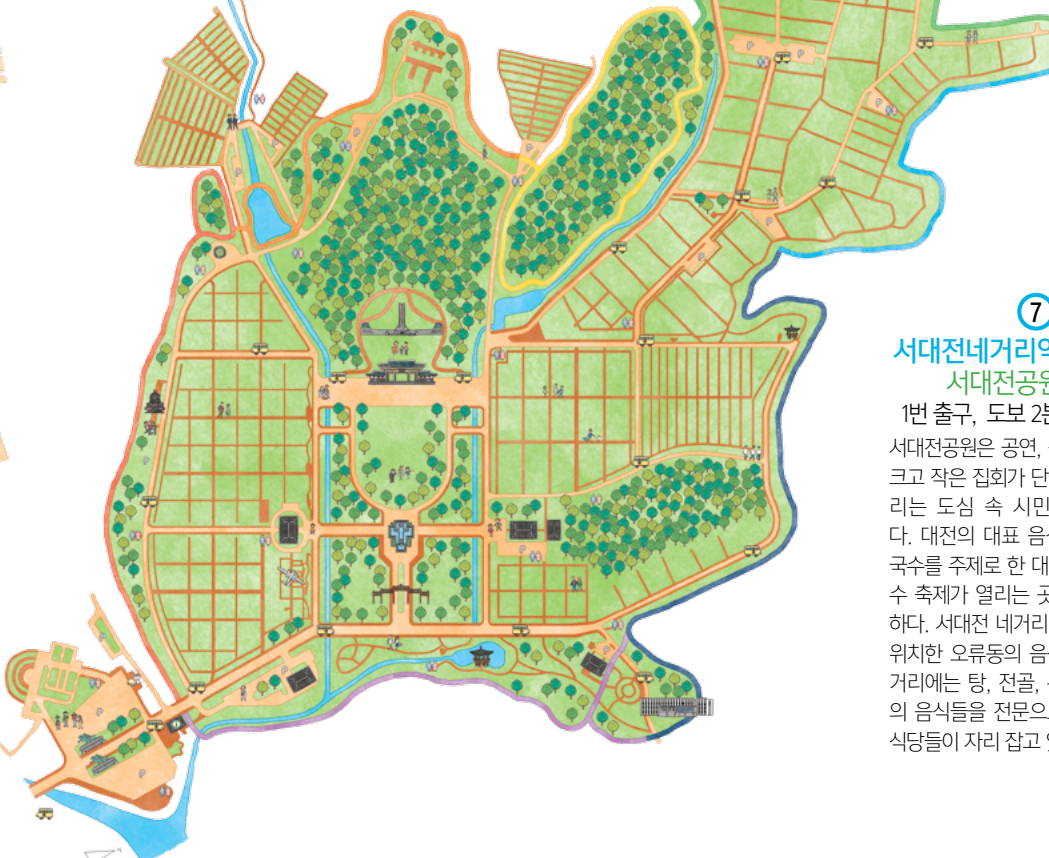 7
서대전네거리역
서대전공원
1번 출구, 도보 2분
서대전공원은 공연,
크고 작은 집회가
리는 도심 속 시민
다. 대전의 대표
국수를 주제로 한
수 축제가 열리는
하다. 서대전 네거리
위치한 오류동의
거리에는 탕, 전골,
의 음식들을 전문으
식당들이 자리 잡고
P
P
P
P
P
P
P
P
P
P
P
P
P
N